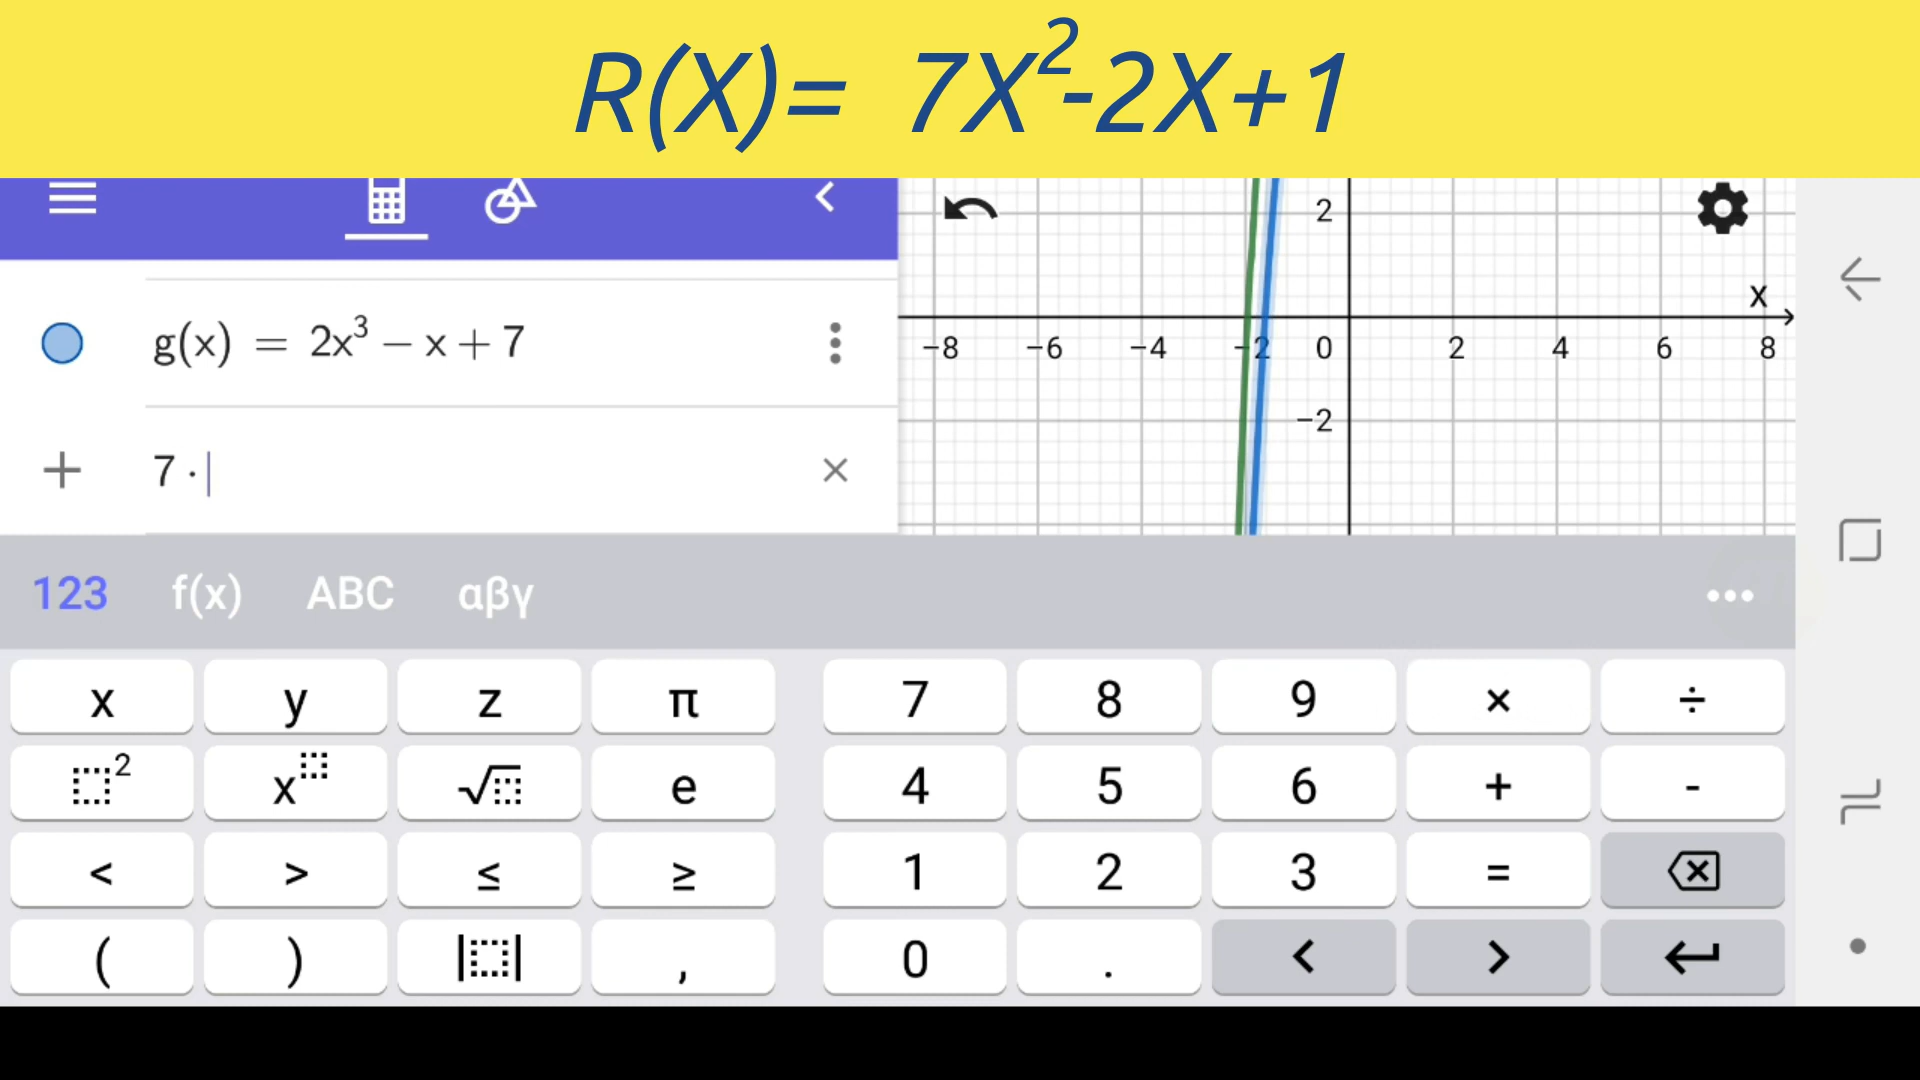 R(X)= 7X²-2X+1
g(x) = 2x³ − x + 7
7 ·
2
x
−8 −6 −4 −2 0 2 4 6 8
−2
123 f(x) ABC αβγ
x y z π 7 8 9 × ÷
⬚² x⬚ √⬚ e 4 5 6 + -
< > ≤ ≥ 1 2 3 =
( ) |⬚| , 0 . < >